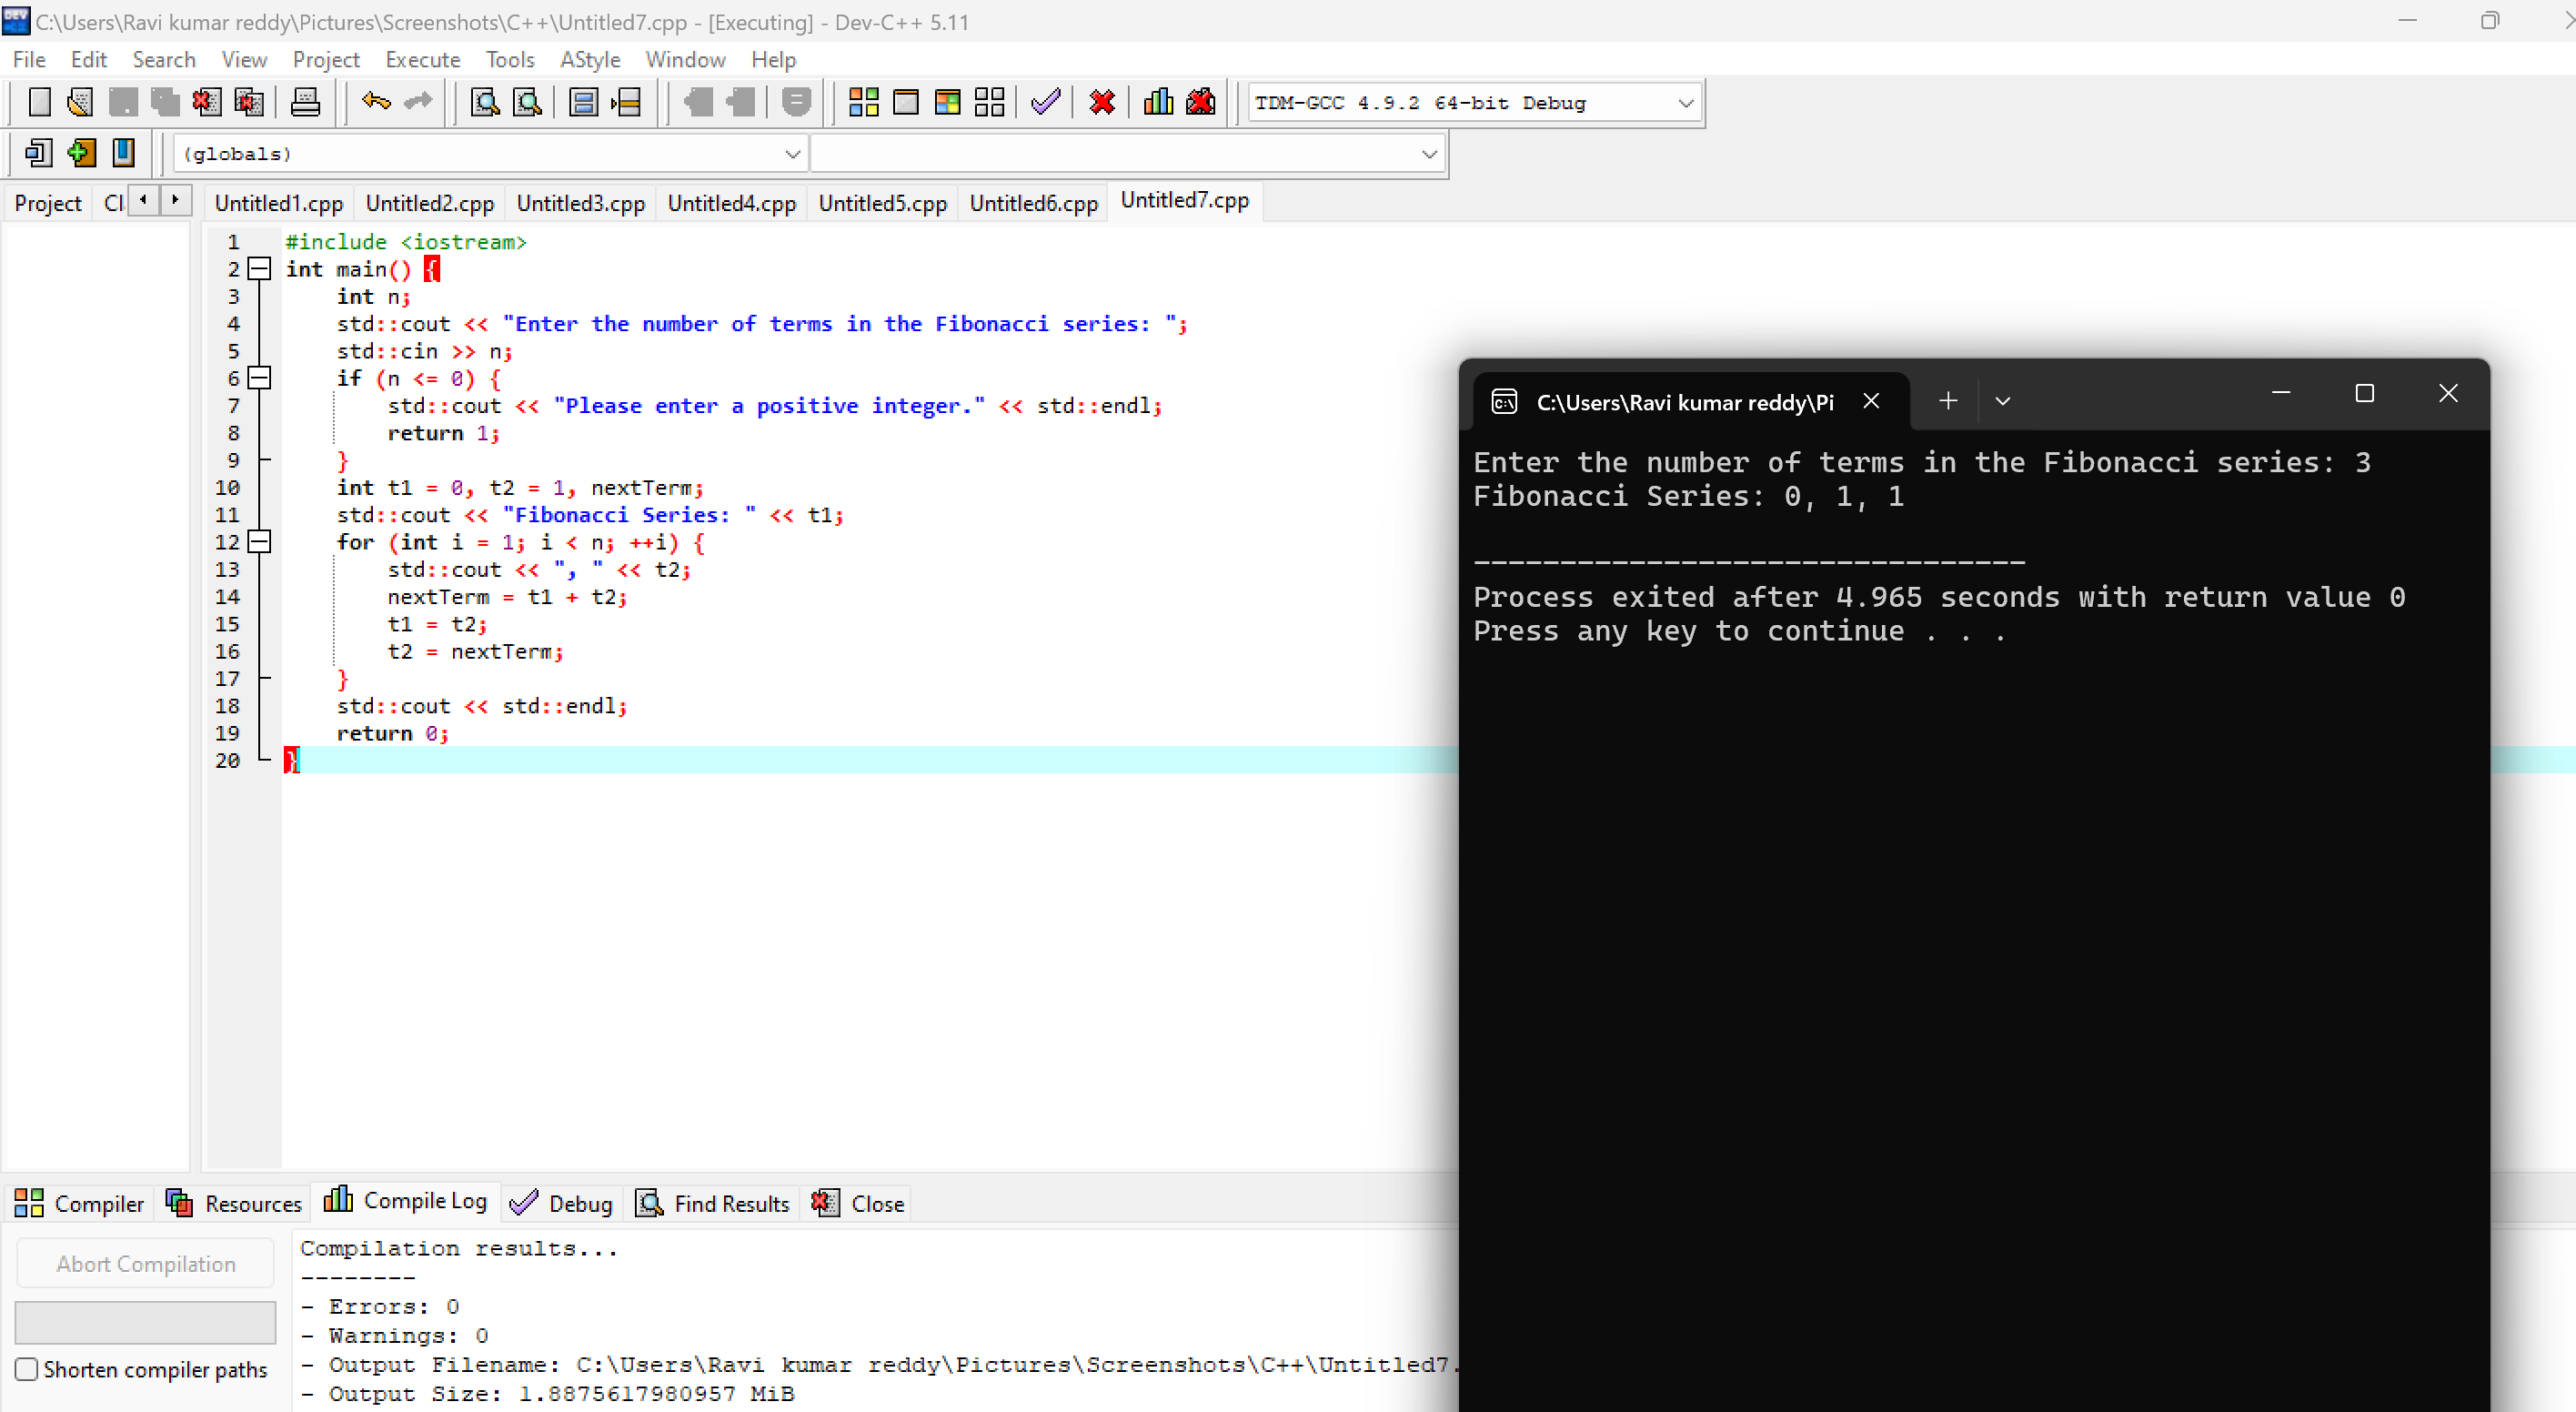 C:\Users\Ravi kumar reddy\Pictures\Screenshots\C++\Untitled7.cpp - [Executing] - Dev-C++ 5.11
File Edit Search View Project Execute Tools AStyle Window Help
TDM-GCC 4.9.2 64-bit Debug
(globals)
Project Cl Untitled1.cpp Untitled2.cpp Untitled3.cpp Untitled4.cpp Untitled5.cpp Untitled6.cpp Untitled7.cpp
1 #include <iostream>
2 int main() {
3 int n;
4 std::cout << "Enter the number of terms in the Fibonacci series: ";
5 std::cin >> n;
6 if (n <= 0) {
7 std::cout << "Please enter a positive integer." << std::endl;
8 return 1;
9 }
10 int t1 = 0, t2 = 1, nextTerm;
11 std::cout << "Fibonacci Series: " << t1;
12 for (int i = 1; i < n; ++i) {
13 std::cout << ", " << t2;
14 nextTerm = t1 + t2;
15 t1 = t2;
16 t2 = nextTerm;
17 }
18 std::cout << std::endl;
19 return 0;
20 }
C:\Users\Ravi kumar reddy\Pi
Enter the number of terms in the Fibonacci series: 3
Fibonacci Series: 0, 1, 1
--------------------------------
Process exited after 4.965 seconds with return value 0
Press any key to continue . . .
Compiler Resources Compile Log Debug Find Results Close
Abort Compilation
Shorten compiler paths
Compilation results...
--------
- Errors: 0
- Warnings: 0
- Output Filename: C:\Users\Ravi kumar reddy\Pictures\Screenshots\C++\Untitled7.
- Output Size: 1.8875617980957 MiB